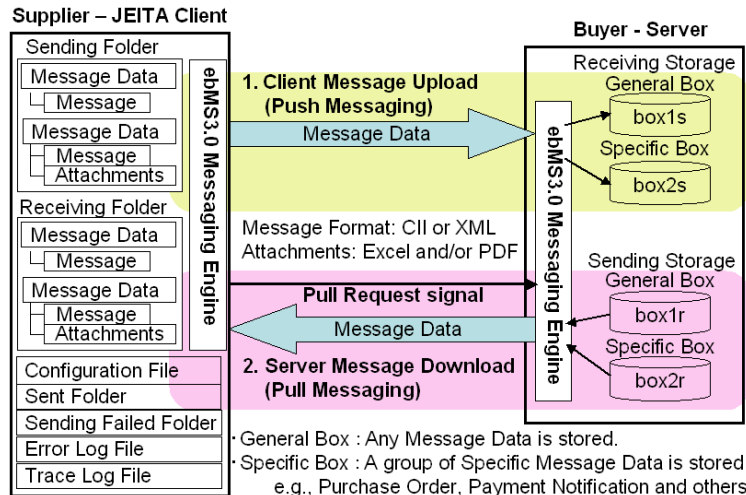 Supplier – JEITA Client
Sending Folder
Message Data
Message
Message Data
Message
Attachments
Receiving Folder
Message Data
Message
Message Data
Message
Attachments
Configuration File
Sent Folder
Sending Failed Folder
Error Log File
Trace Log File
ebMS3.0 Messaging Engine
1. Client Message Upload
(Push Messaging)
Message Data
Message Format: CII or XML
Attachments: Excel and/or PDF
Pull Request signal
Message Data
2. Server Message Download
(Pull Messaging)
Buyer - Server
ebMS3.0 Messaging Engine
Receiving Storage
General Box
box1s
Specific Box
box2s
Sending Storage
General Box
box1r
Specific Box
box2r
・General Box : Any Message Data is stored.
・Specific Box : A group of Specific Message Data is stored
e.g., Purchase Order, Payment Notification and others